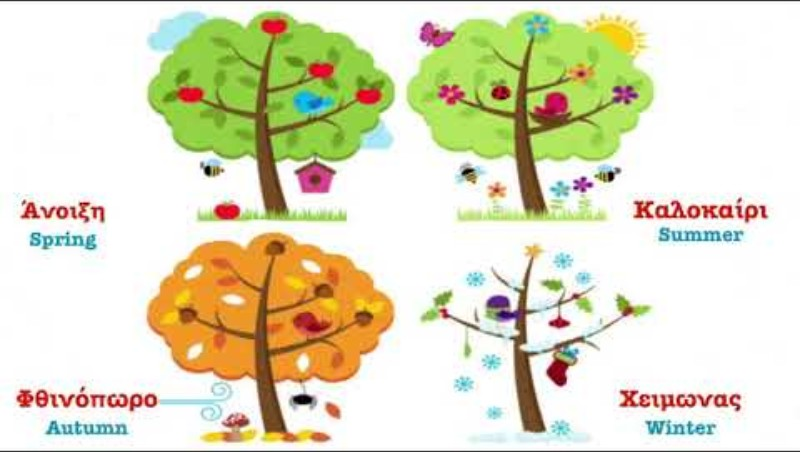 Άνοιξη
Spring
Καλοκαίρι
Summer
Φθινόπωρο
Autumn
Χειμωνας
Winter